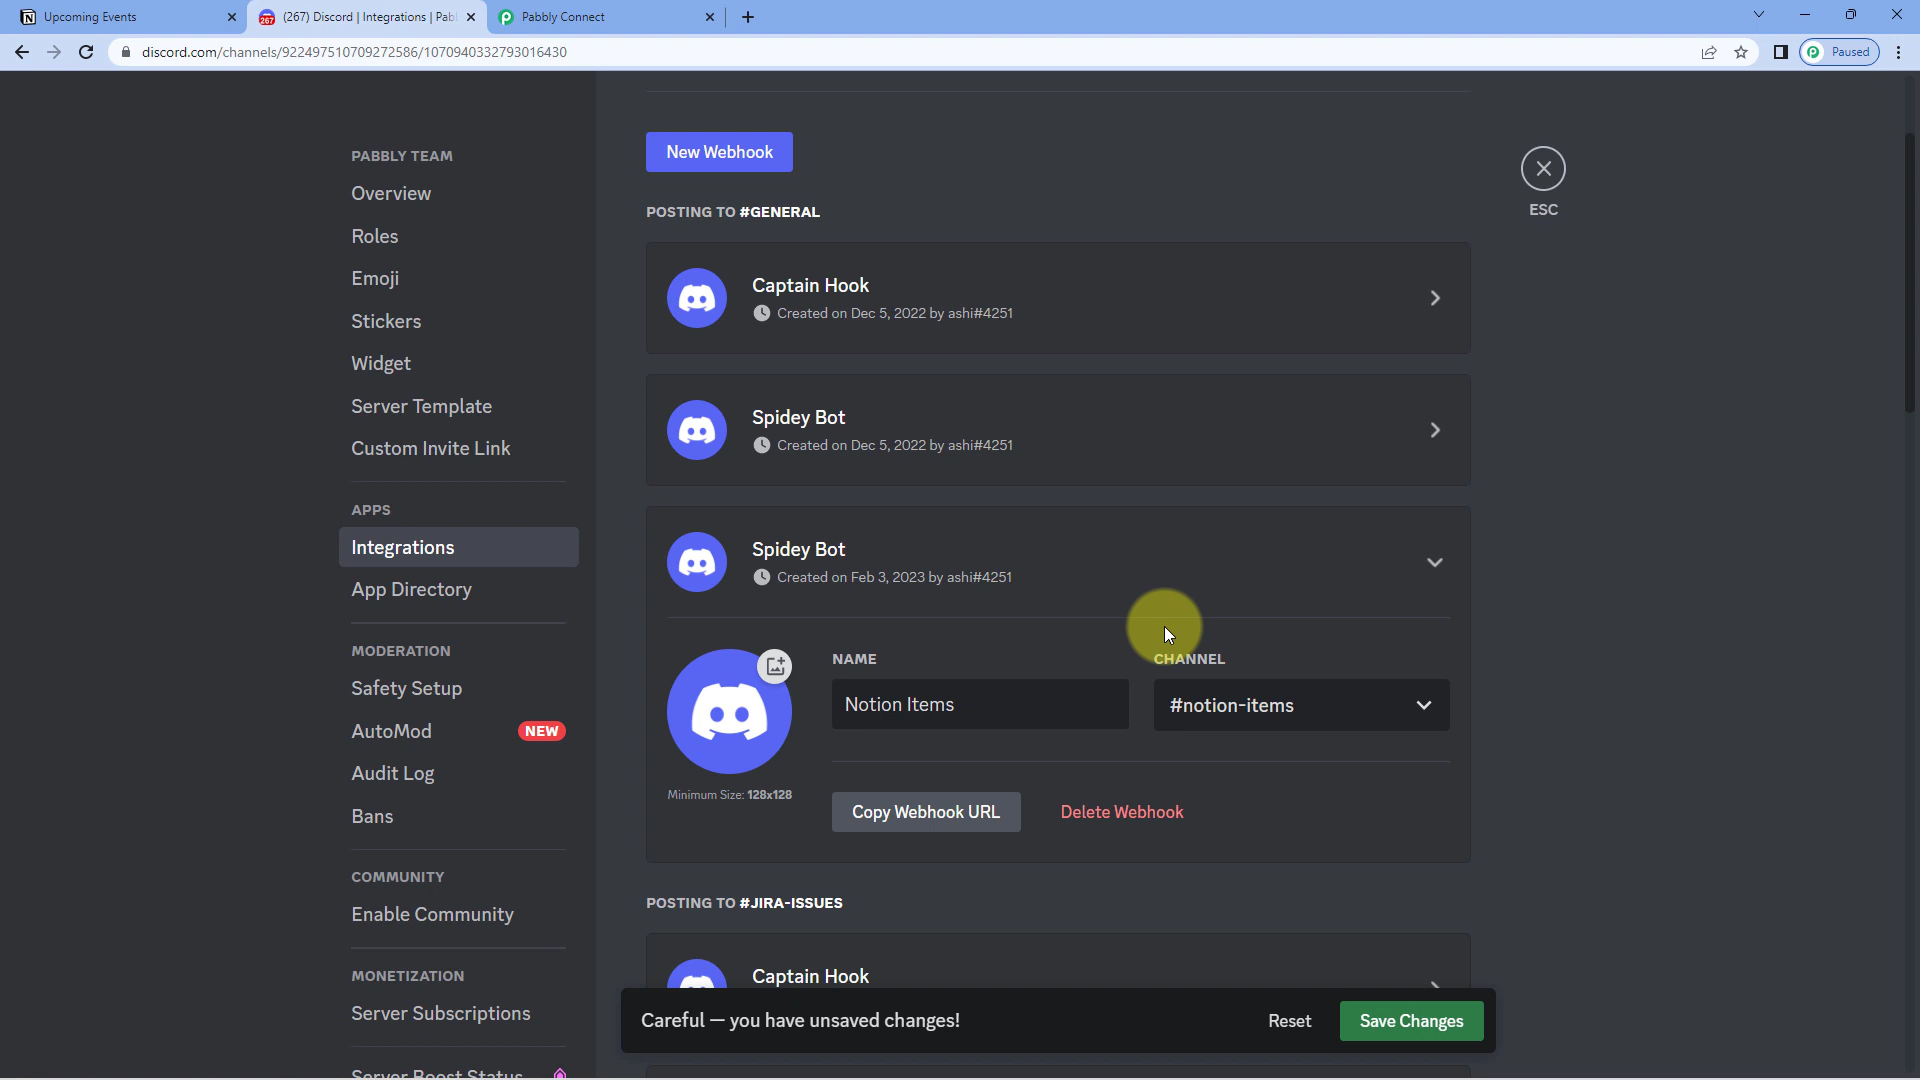 Upcoming Events
(267) Discord | Integrations | Pab
Pabbly Connect
discord.com/channels/922497510709272586/1070940332793016430
Paused
PABBLY TEAM
Overview
Roles
Emoji
Stickers
Widget
Server Template
Custom Invite Link
APPS
Integrations
App Directory
MODERATION
Safety Setup
AutoMod NEW
Audit Log
Bans
COMMUNITY
Enable Community
MONETIZATION
Server Subscriptions
Server Boost Status
New Webhook
ESC
POSTING TO #GENERAL
Captain Hook
Created on Dec 5, 2022 by ashi#4251
Spidey Bot
Created on Dec 5, 2022 by ashi#4251
Spidey Bot
Created on Feb 3, 2023 by ashi#4251
NAME
CHANNEL
Notion Items
#notion-items
Minimum Size: 128x128
Copy Webhook URL
Delete Webhook
POSTING TO #JIRA-ISSUES
Captain Hook
Careful — you have unsaved changes!
Reset
Save Changes